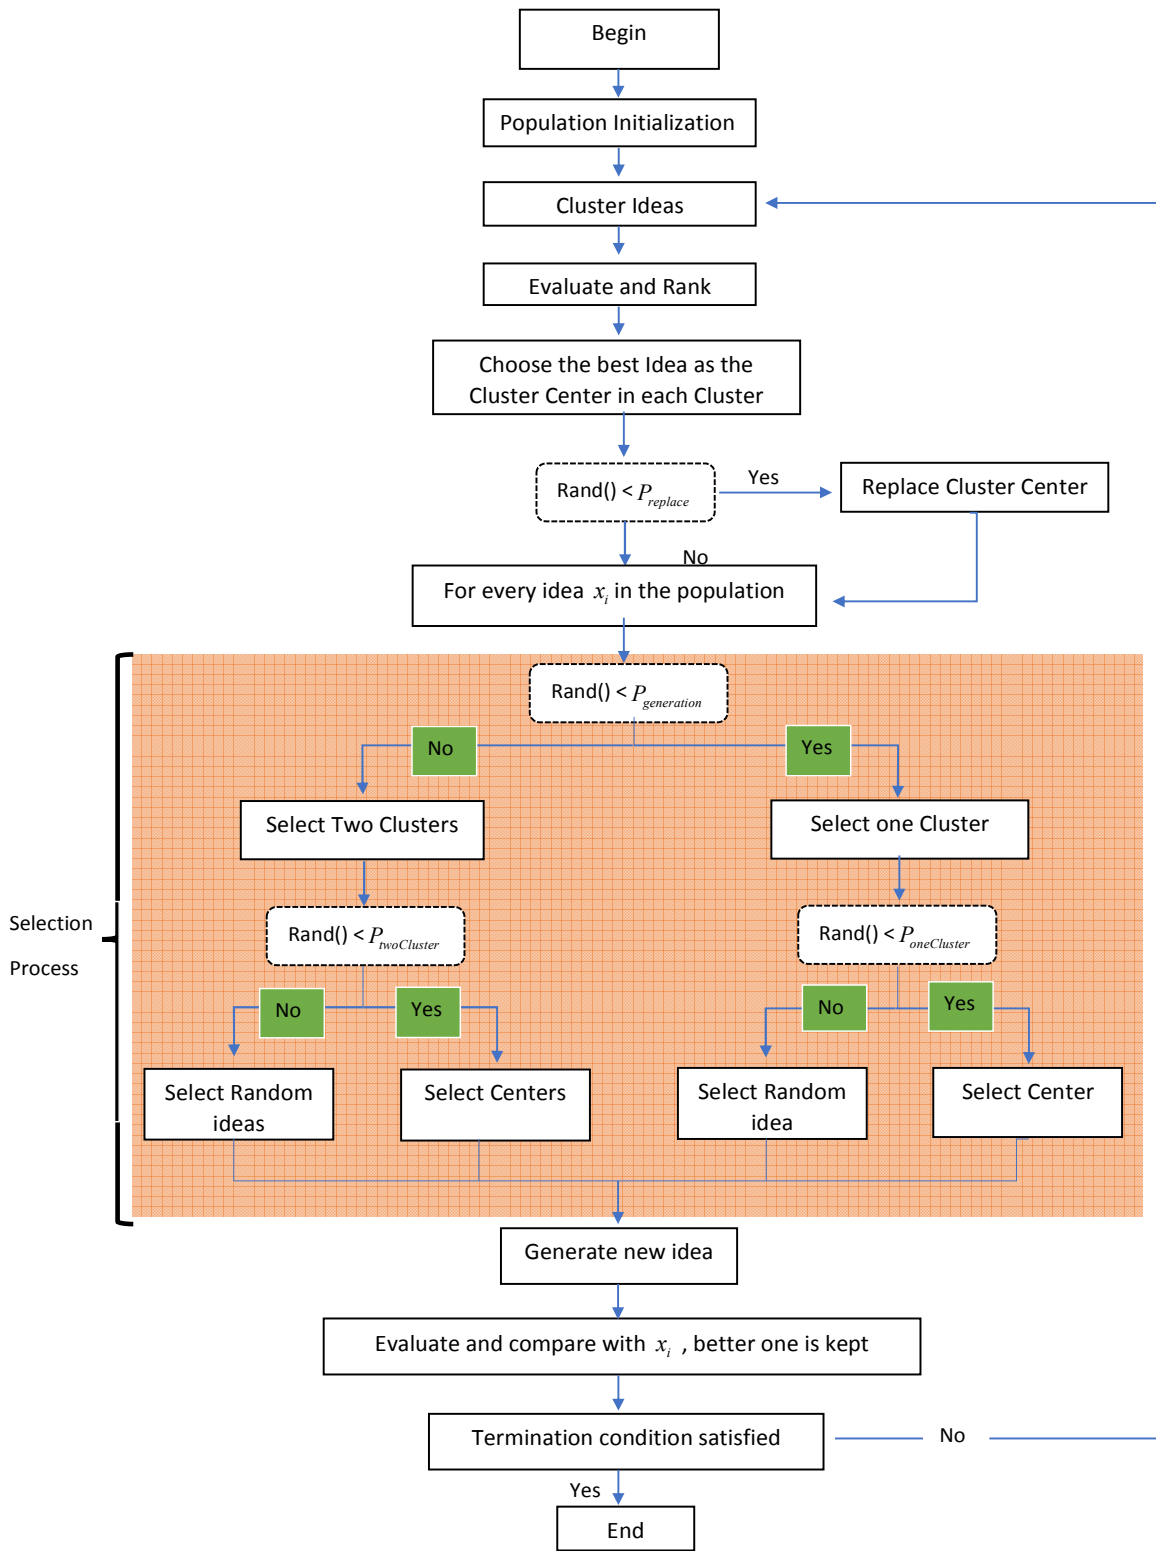 Begin
Population Initialization
Cluster Ideas
Evaluate and Rank
Choose the best Idea as the
Cluster Center in each Cluster
Rand() < P_replace
Yes
Replace Cluster Center
No
For every idea x_i in the population
Rand() < P_generation
No
Yes
Select Two Clusters
Select one Cluster
Selection
Process
Rand() < P_twoCluster
Rand() < P_oneCluster
No
Yes
No
Yes
Select Random
ideas
Select Centers
Select Random
idea
Select Center
Generate new idea
Evaluate and compare with x_i , better one is kept
Termination condition satisfied
No
Yes
End